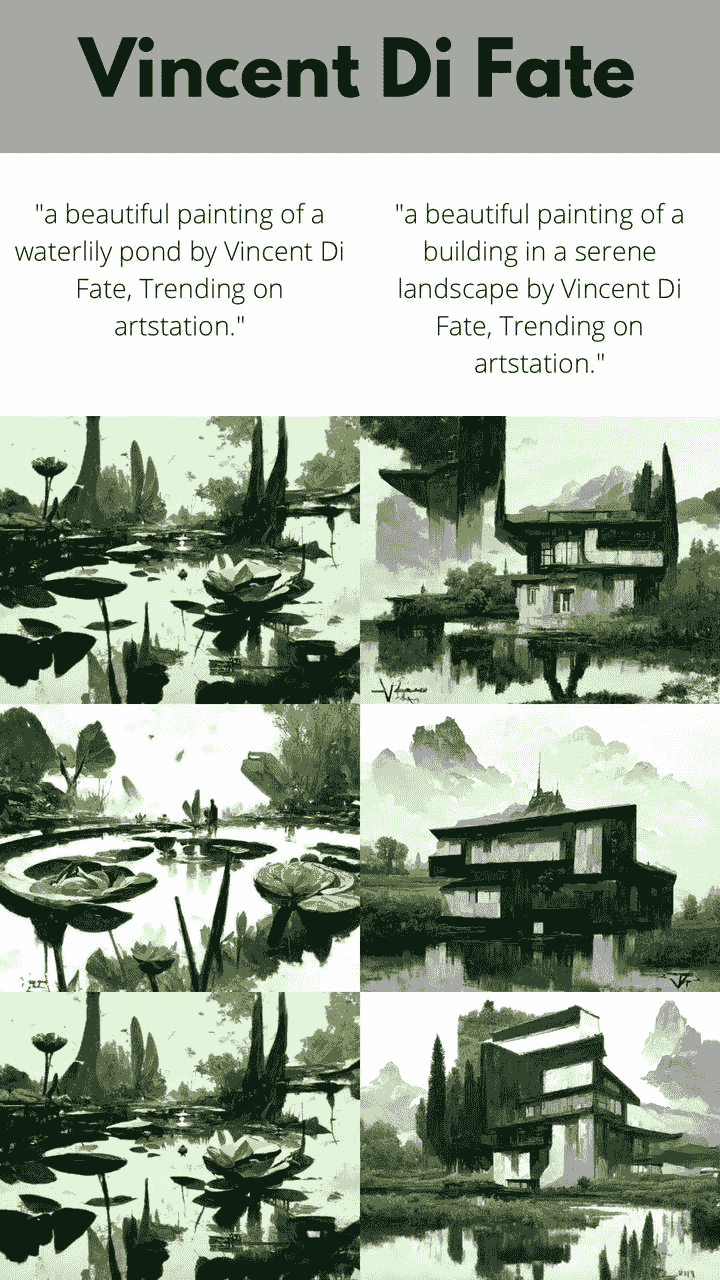 Vincent Di Fate
"a beautiful painting of a
waterlily pond by Vincent Di
Fate, Trending on
artstation."
"a beautiful painting of a
building in a serene
landscape by Vincent Di
Fate, Trending on
artstation."